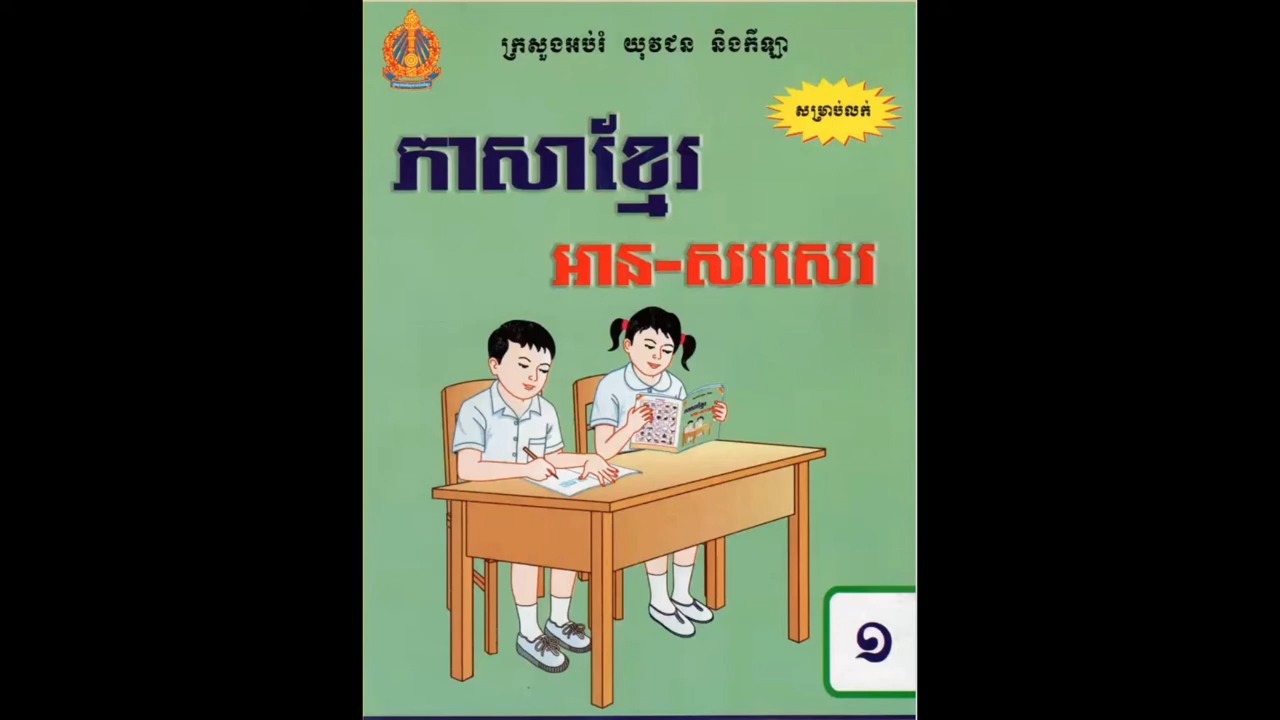 ក្រសួងអប់រំ យុវជន និងកីឡា
សម្រាប់លក់
ភាសាខ្មែរ
អាន-សរសេរ
១